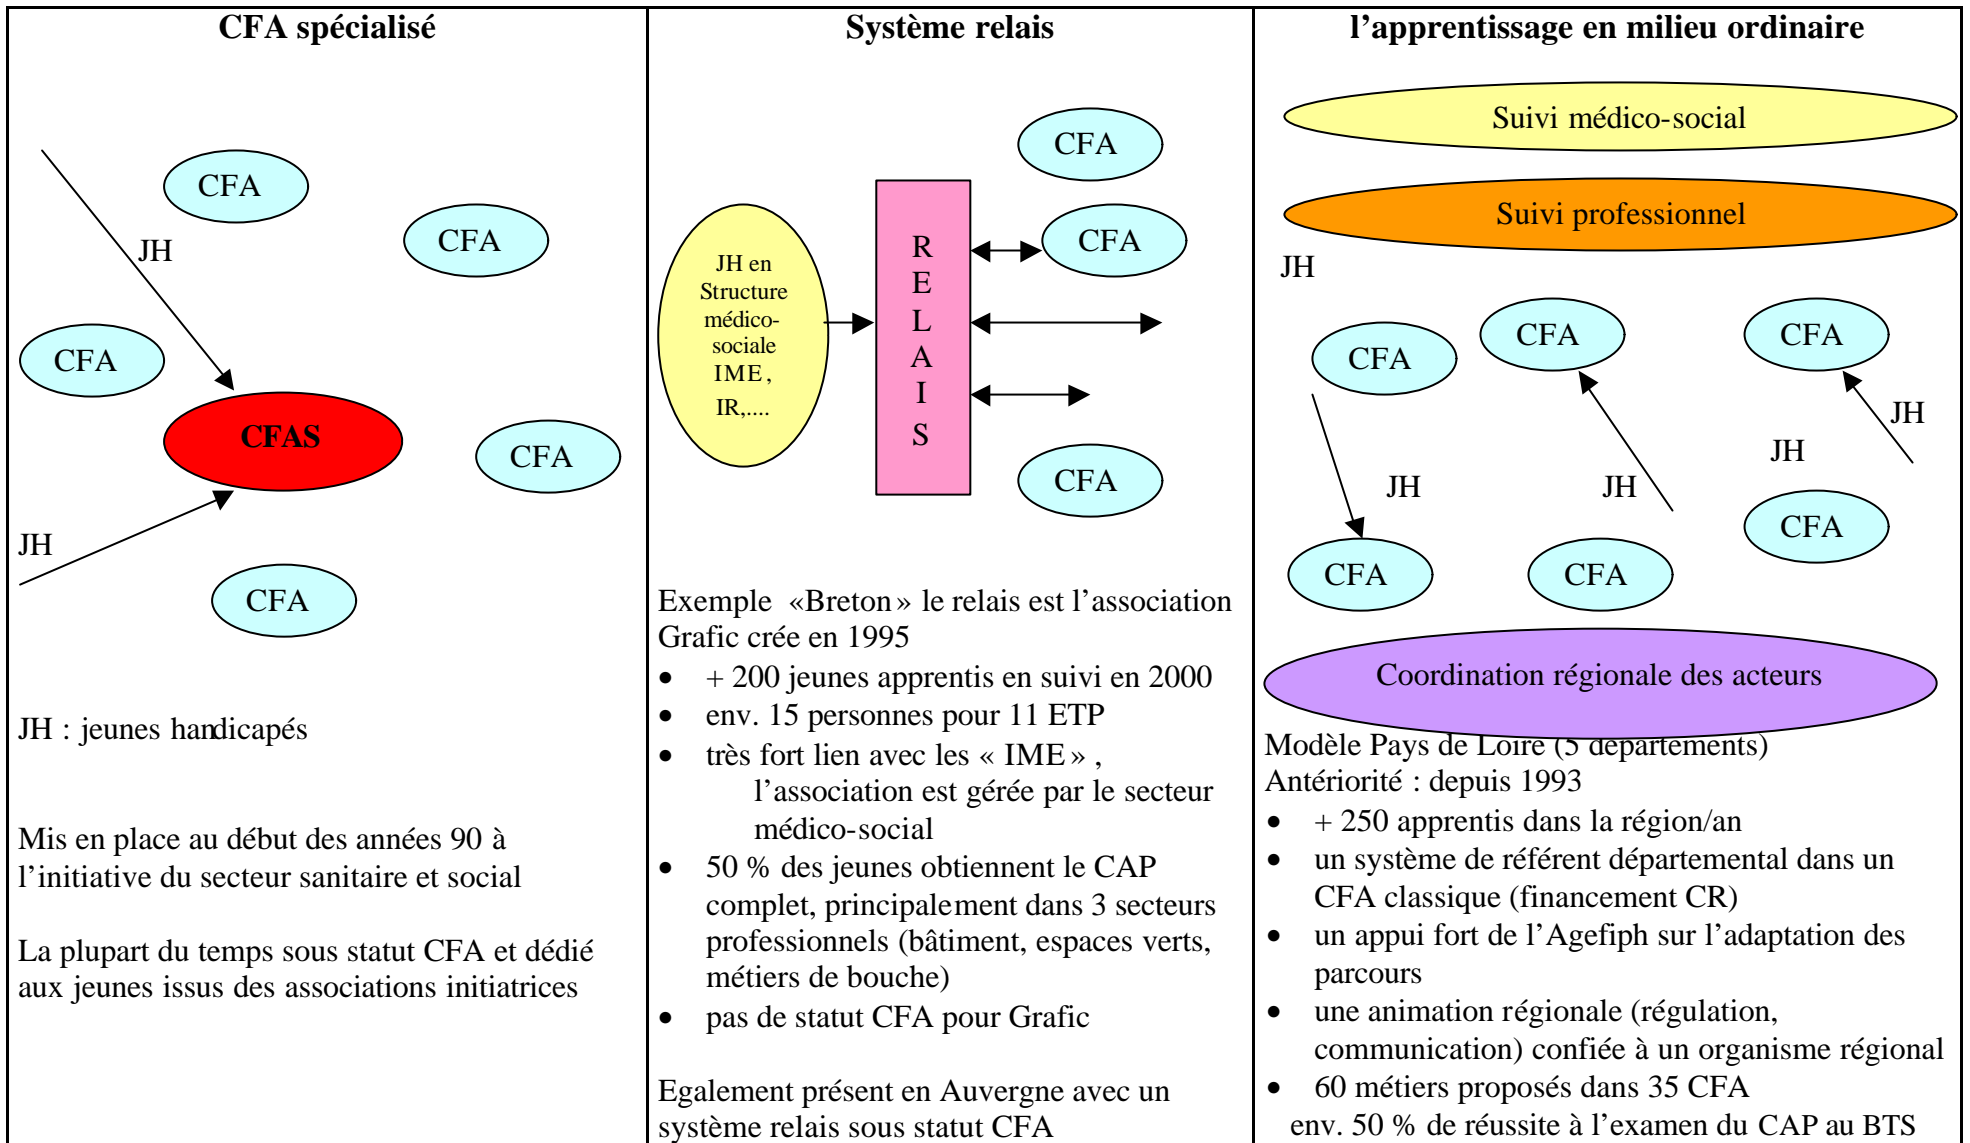 CFA spécialisé
CFA
CFA
JH
CFA
CFAS
CFA
JH
CFA
JH : jeunes handicapés
Mis en place au début des années 90 à
l’initiative du secteur sanitaire et social
La plupart du temps sous statut CFA et dédié
aux jeunes issus des associations initiatrices
Système relais
CFA
CFA
JH en
Structure
médico-
sociale
IME,
IR,....
R
E
L
A
I
S
CFA
Exemple «Breton» le relais est l’association
Grafic crée en 1995
• + 200 jeunes apprentis en suivi en 2000
• env. 15 personnes pour 11 ETP
• très fort lien avec les « IME» ,
l’association est gérée par le secteur
médico-social
• 50 % des jeunes obtiennent le CAP
complet, principalement dans 3 secteurs
professionnels (bâtiment, espaces verts,
métiers de bouche)
• pas de statut CFA pour Grafic
Egalement présent en Auvergne avec un
système relais sous statut CFA
l’apprentissage en milieu ordinaire
Suivi médico-social
Suivi professionnel
JH
CFA
CFA
CFA
JH
JH
JH
JH
CFA
CFA
CFA
Coordination régionale des acteurs
Modèle Pays de Loire (5 départements)
Antériorité : depuis 1993
• + 250 apprentis dans la région/an
• un système de référent départemental dans un
CFA classique (financement CR)
• un appui fort de l’Agefiph sur l’adaptation des
parcours
• une animation régionale (régulation,
communication) confiée à un organisme régional
• 60 métiers proposés dans 35 CFA
env. 50 % de réussite à l’examen du CAP au BTS